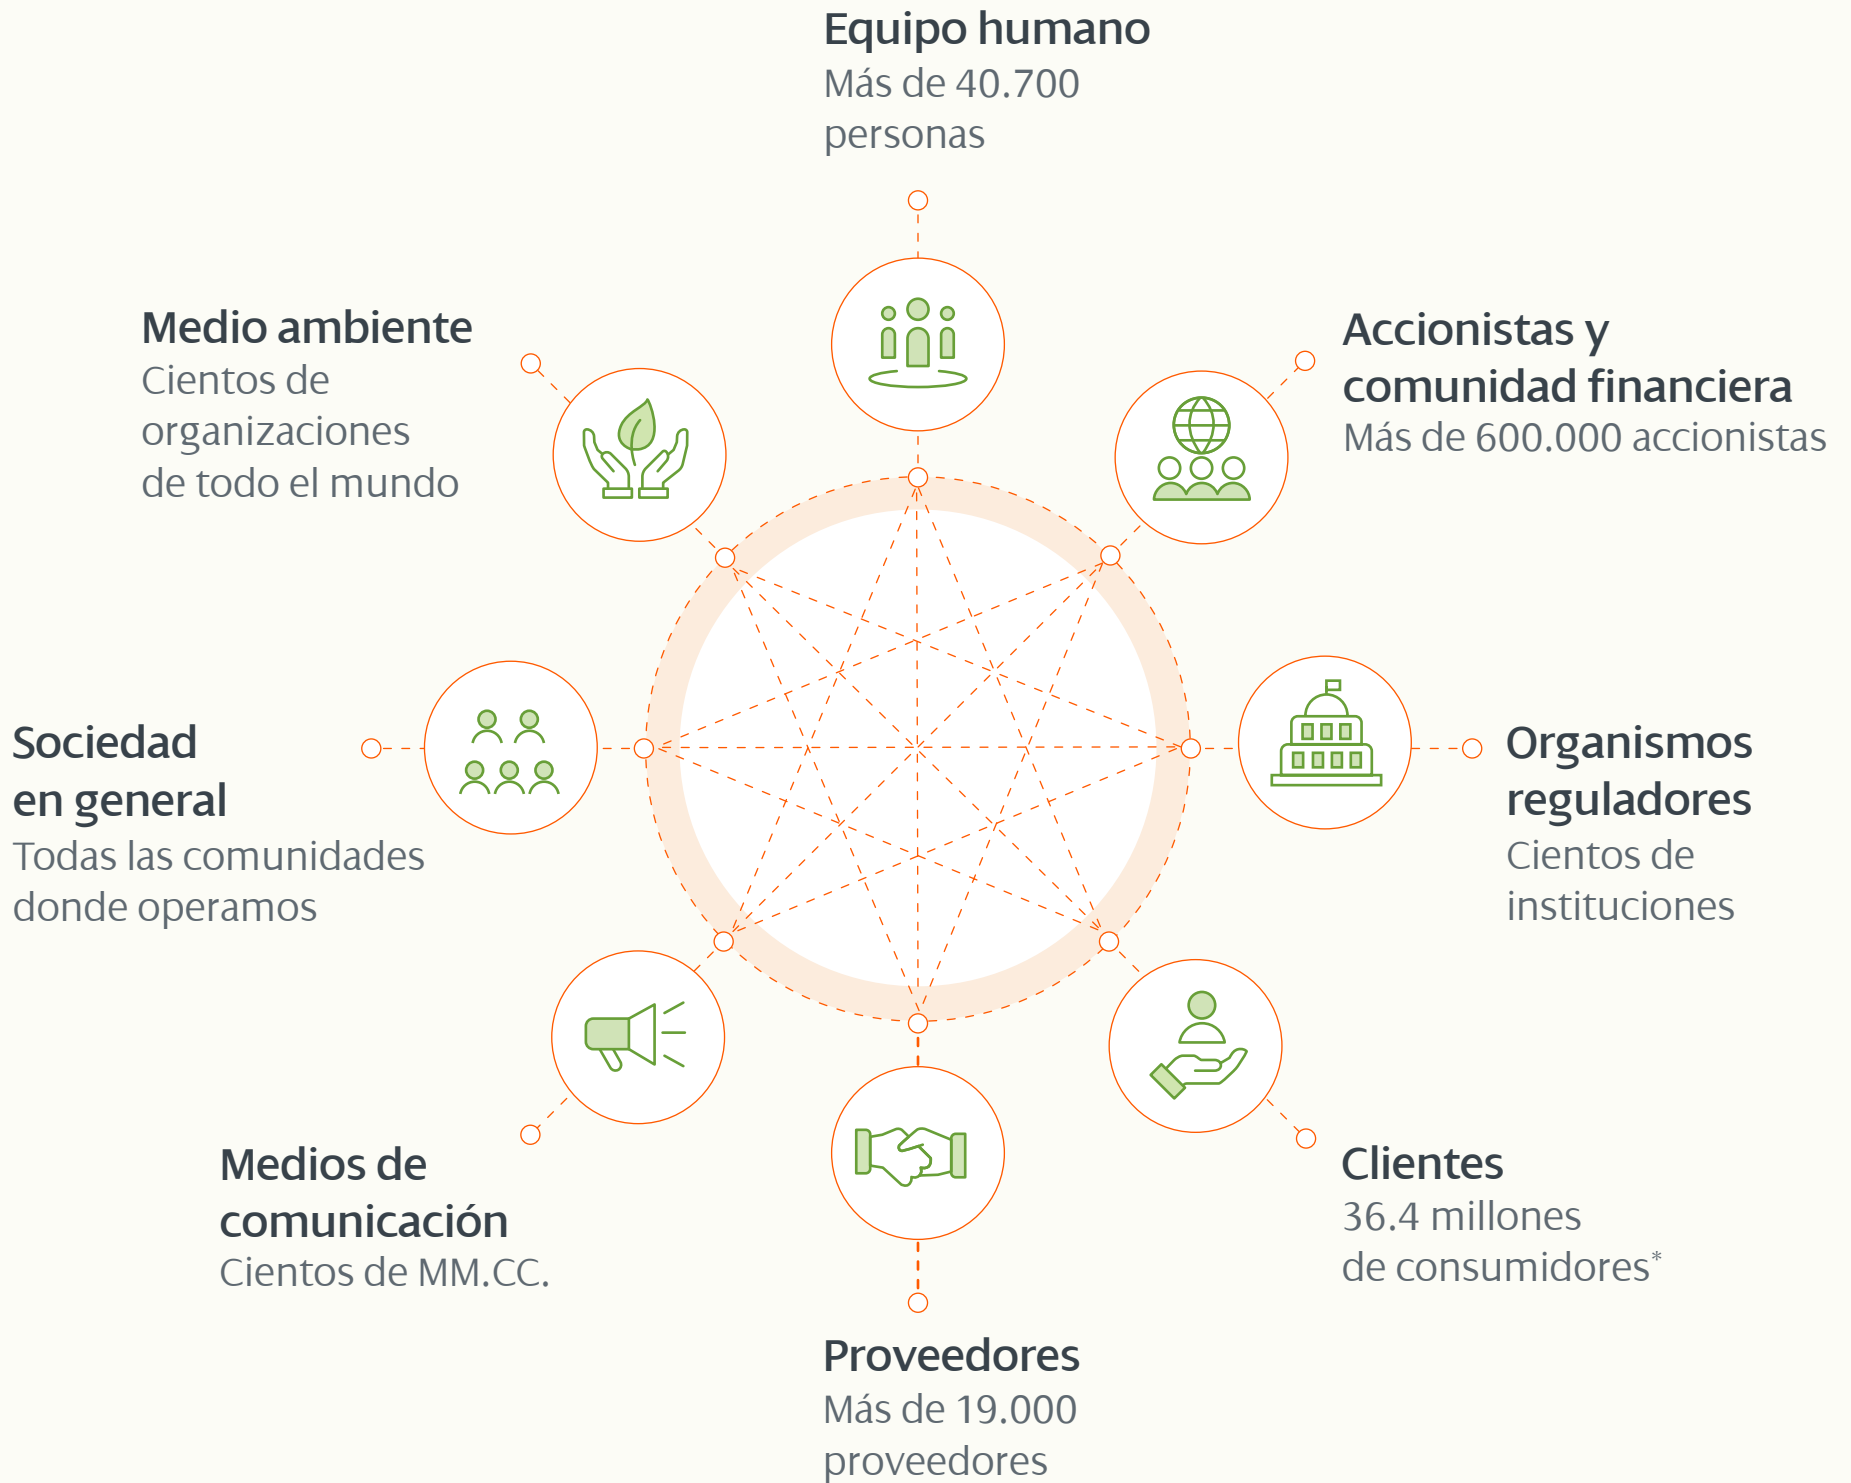 Equipo humano
Más de 40.700
personas
Medio ambiente
Cientos de
organizaciones
de todo el mundo
Accionistas y
comunidad financiera
Más de 600.000 accionistas
Sociedad
en general
Todas las comunidades
donde operamos
Organismos
reguladores
Cientos de
instituciones
Medios de
comunicación
Cientos de MM.CC.
Clientes
36.4 millones
de consumidores*
Proveedores
Más de 19.000
proveedores